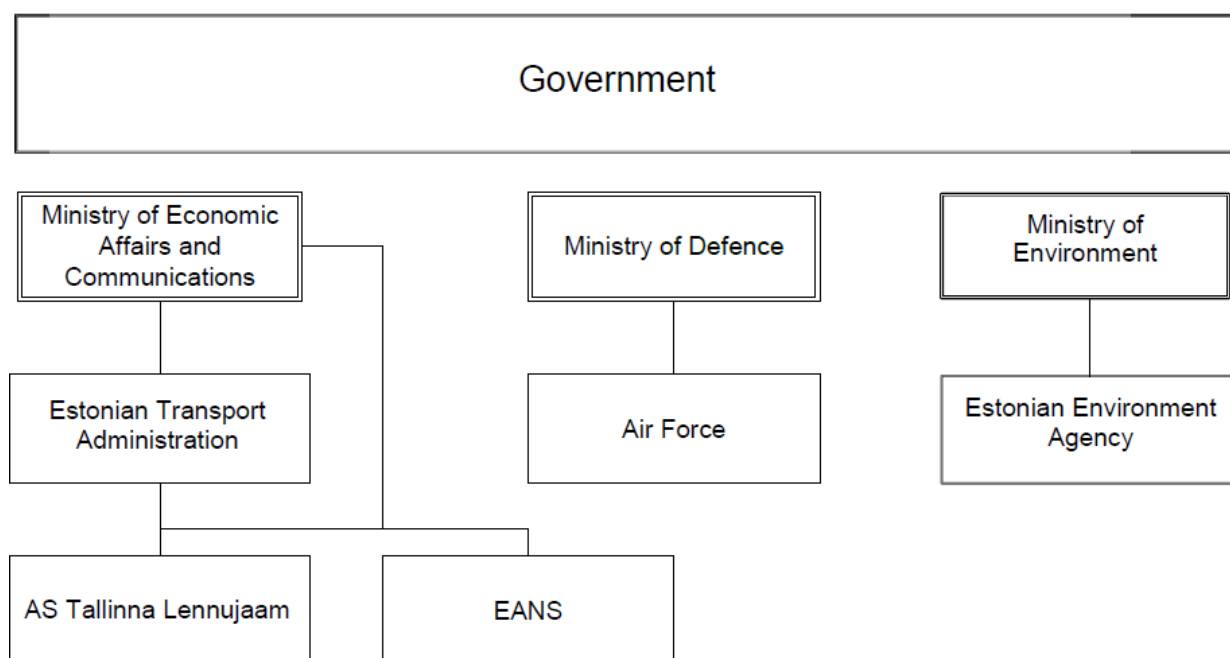 Government
Ministry of Economic
Affairs and
Communications
Ministry of Defence
Ministry of
Environment
Estonian Transport
Administration
Air Force
Estonian Environment
Agency
AS Tallinna Lennujaam
EANS